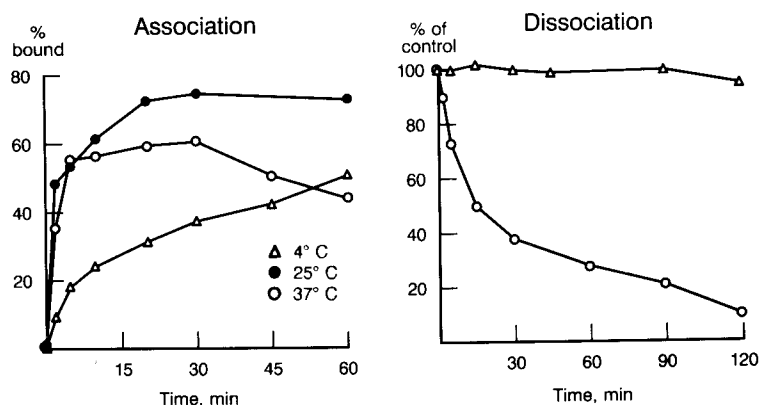 Association
%
bound
80
60
40
20
4° C
25° C
37° C
15
30
45
60
Time, min
Dissociation
% of
control
100
80
60
40
20
30
60
90
120
Time, min